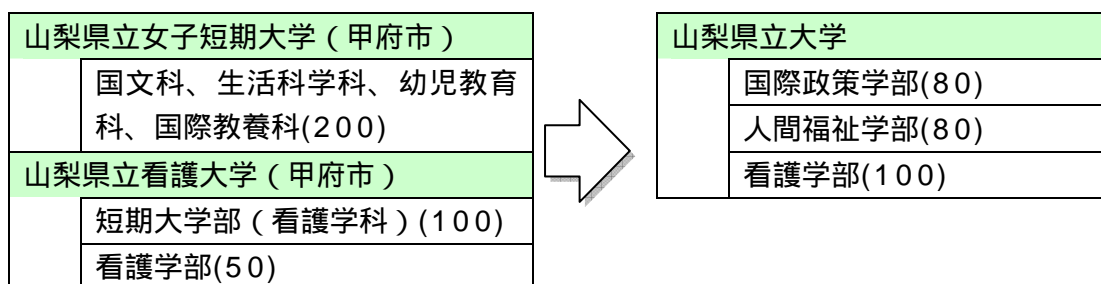 山梨県立女子短期大学（甲府市）
国文科、生活科学科、幼児教育
科、国際教養科(200)
山梨県立看護大学（甲府市）
短期大学部（看護学科）(100)
看護学部(50)
山梨県立大学
国際政策学部(80)
人間福祉学部(80)
看護学部(100)